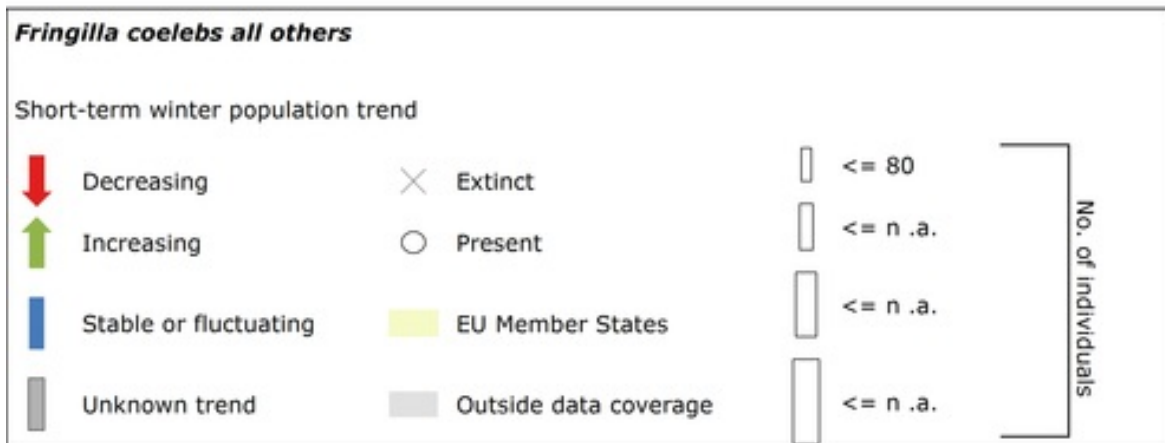 Fringilla coelebs all others
Short-term winter population trend
Decreasing
Extinct
<= 80
Increasing
Present
<= n .a.
Stable or fluctuating
EU Member States
<= n .a.
Unknown trend
Outside data coverage
<= n .a.
No. of individuals